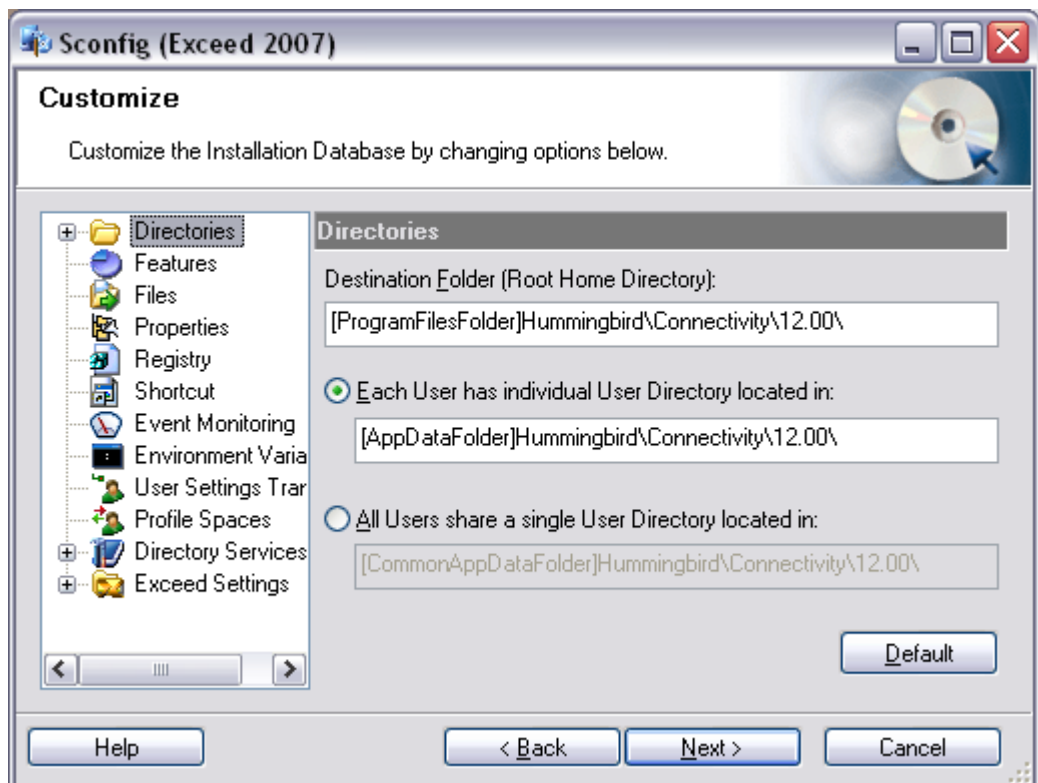 Sconfig (Exceed 2007)
Customize
Customize the Installation Database by changing options below.
Directories
Features
Files
Properties
Registry
Shortcut
Event Monitoring
Environment Varia
User Settings Tran
Profile Spaces
Directory Services
Exceed Settings
Directories
Destination Folder (Root Home Directory):
[ProgramFilesFolder]Hummingbird\Connectivity\12.00\
Each User has individual User Directory located in:
[AppDataFolder]Hummingbird\Connectivity\12.00\
All Users share a single User Directory located in:
[CommonAppDataFolder]Hummingbird\Connectivity\12.00\
Default
Help
< Back
Next >
Cancel